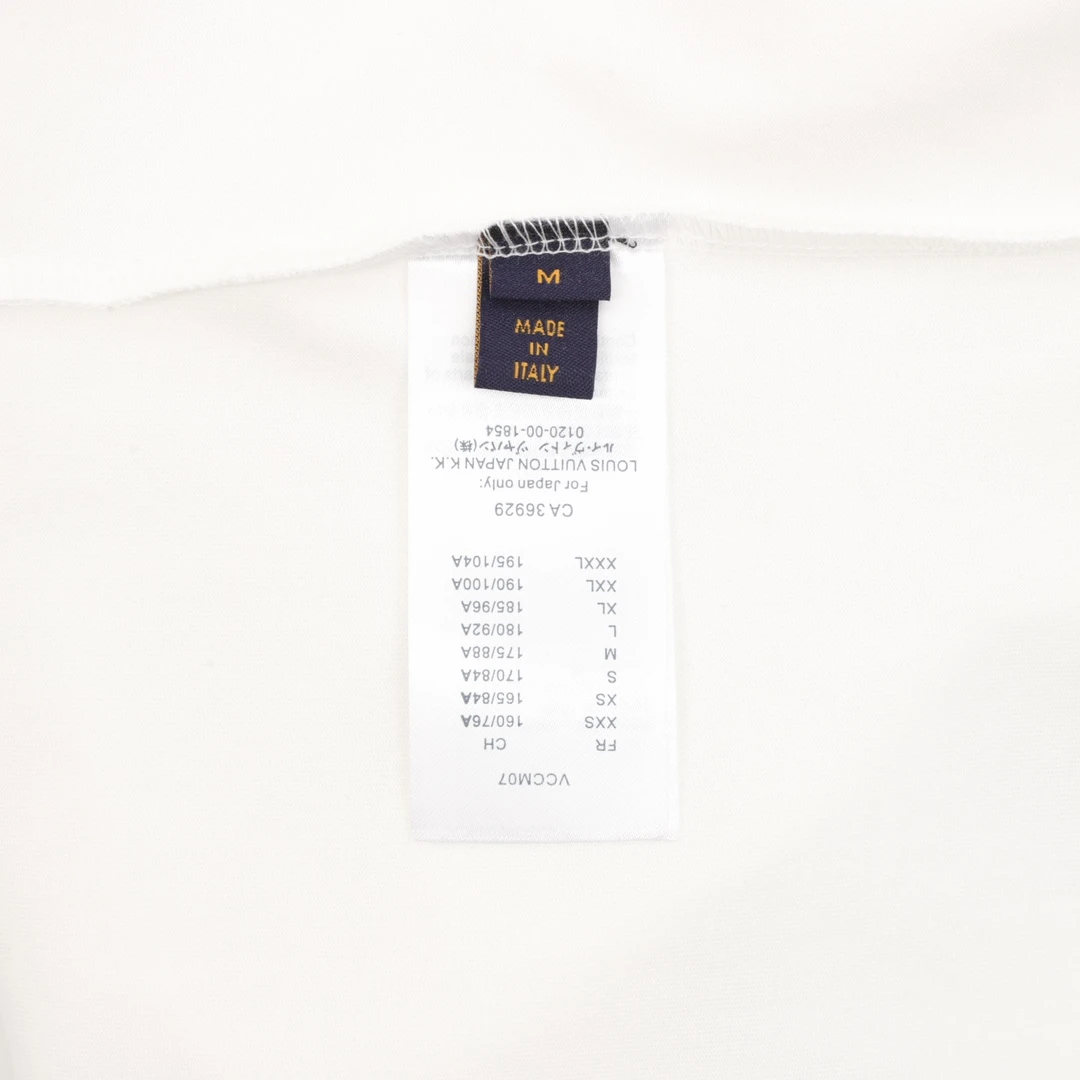 M
MADE
IN
ITALY
VCCM07
FR CH
XXS 160/76A
XS 165/84A
S 170/84A
M 175/88A
L 180/92A
XL 185/96A
XXL 190/100A
XXXL 195/104A
CA 36929
For Japan only:
LOUIS VUITTON JAPAN K.K.
ルイ・ヴィトン ジャパン(株)
0120-00-1854